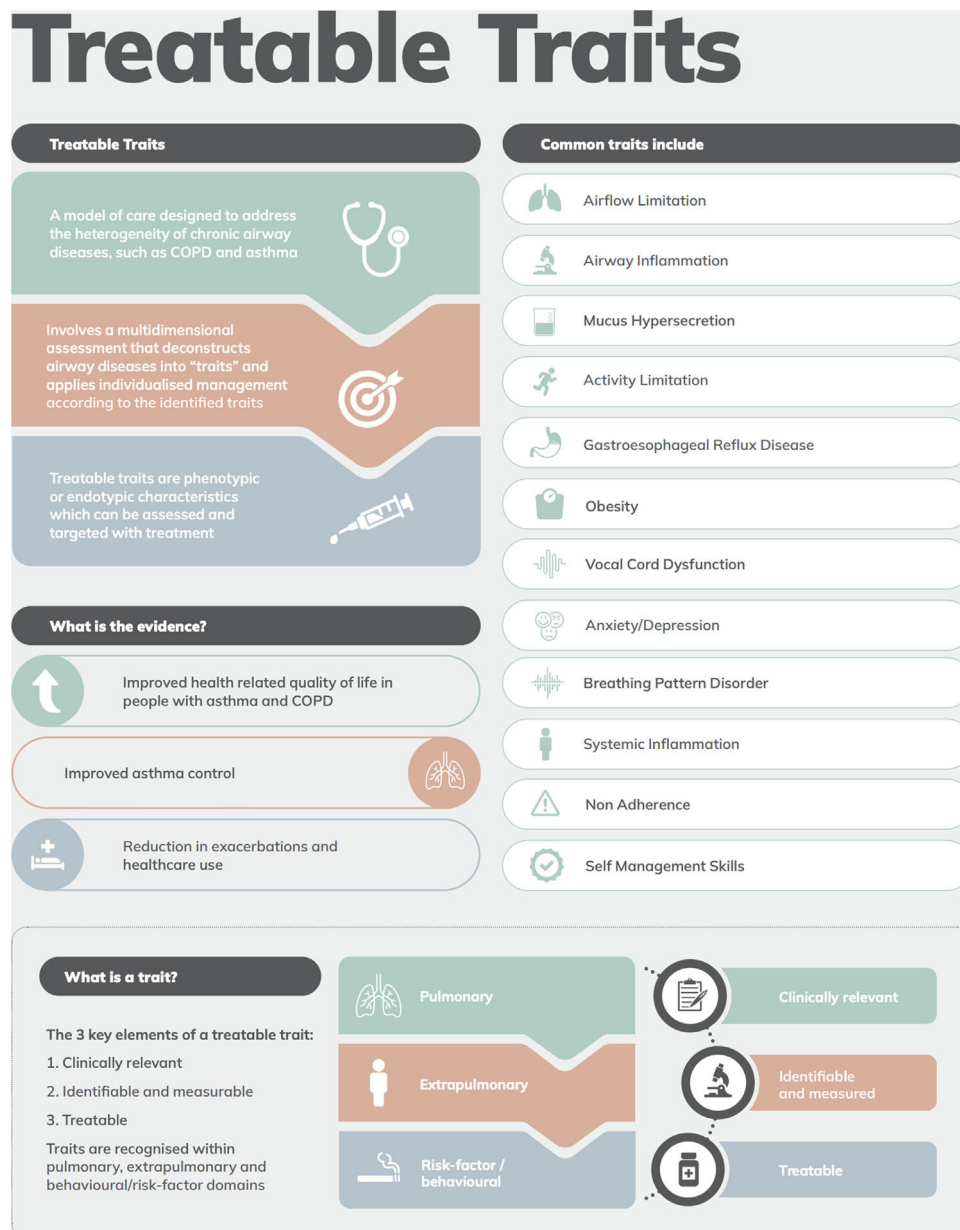 Treatable Traits
Treatable Traits
A model of care designed to address
the heterogeneity of chronic airway
diseases, such as COPD and asthma
Involves a multidimensional
assessment that deconstructs
airway diseases into “traits” and
applies individualised management
according to the identified traits
Treatable traits are phenotypic
or endotypic characteristics
which can be assessed and
targeted with treatment
What is the evidence?
Improved health related quality of life in
people with asthma and COPD
Improved asthma control
Reduction in exacerbations and
healthcare use
Common traits include
Airflow Limitation
Airway Inflammation
Mucus Hypersecretion
Activity Limitation
Gastroesophageal Reflux Disease
Obesity
Vocal Cord Dysfunction
Anxiety/Depression
Breathing Pattern Disorder
Systemic Inflammation
Non Adherence
Self Management Skills
What is a trait?
The 3 key elements of a treatable trait:
1. Clinically relevant
2. Identifiable and measurable
3. Treatable
Traits are recognised within
pulmonary, extrapulmonary and
behavioural/risk-factor domains
Pulmonary
Extrapulmonary
Risk-factor /
behavioural
Clinically relevant
Identifiable
and measured
Treatable